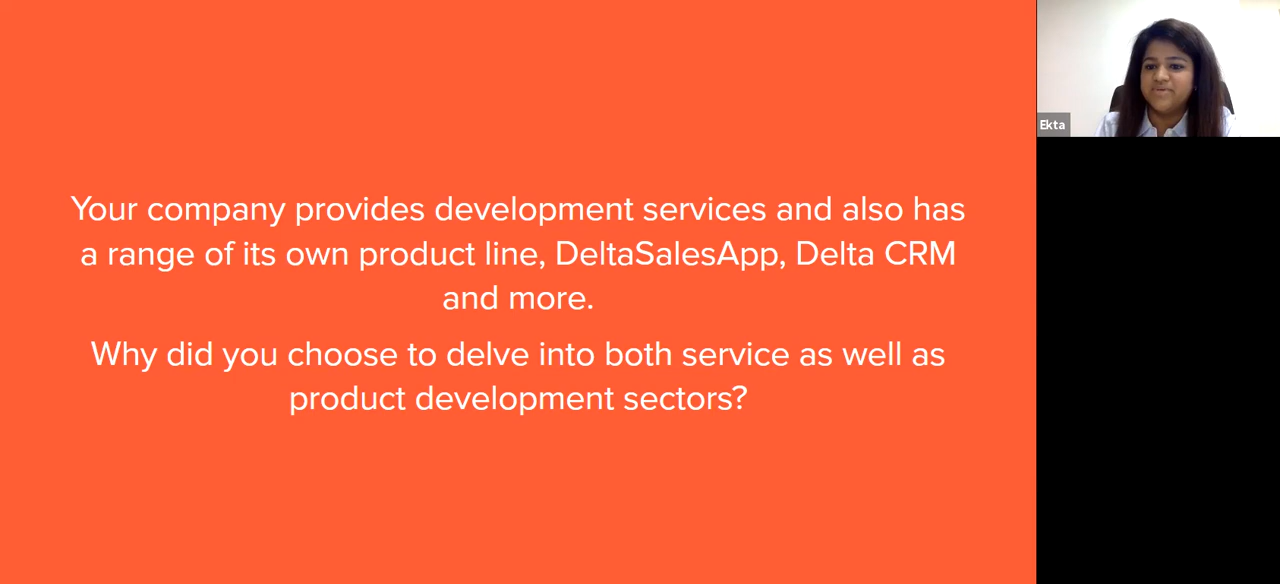 Your company provides development services and also has
a range of its own product line, DeltaSalesApp, Delta CRM
and more.
Why did you choose to delve into both service as well as
product development sectors?
Ekta